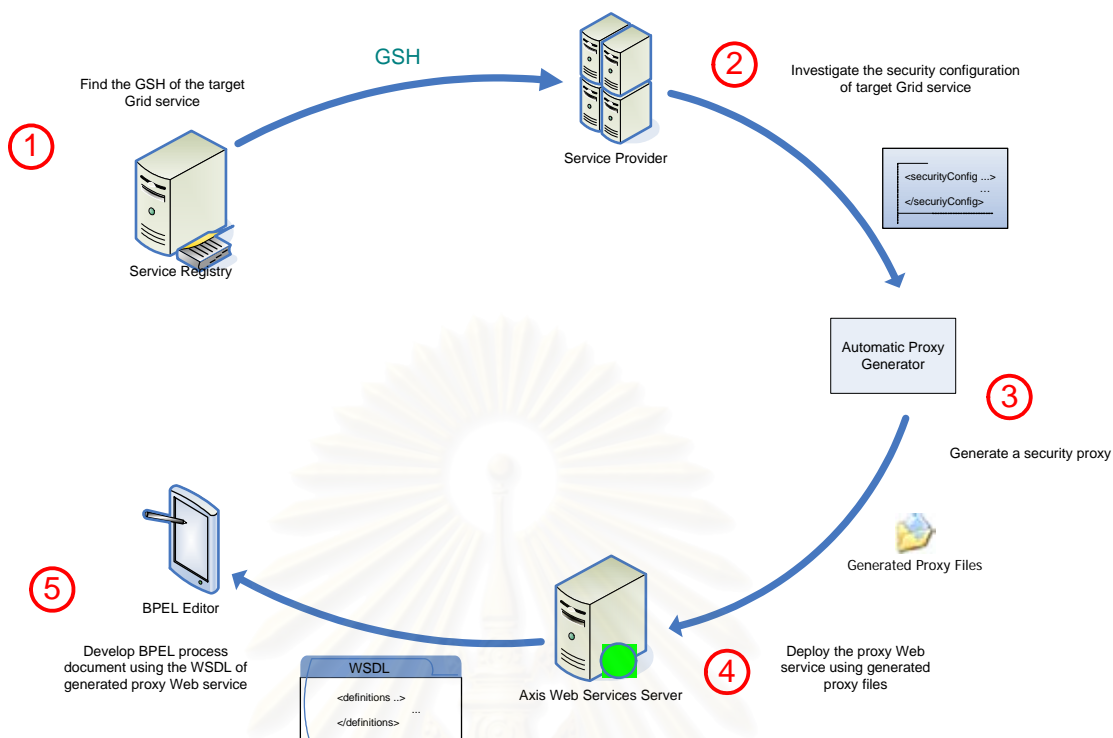 GSH
Find the GSH of the target
Grid service
1
Service Registry
Service Provider
2
Investigate the security configuration
of target Grid service
<securityConfig ...>
...
</securiyConfig>
Automatic Proxy
Generator
3
Generate a security proxy
Generated Proxy Files
4
Deploy the proxy Web
service using generated
proxy files
Axis Web Services Server
WSDL
<definitions ..>
...
</definitions>
5
BPEL Editor
Develop BPEL process
document using the WSDL of
generated proxy Web service